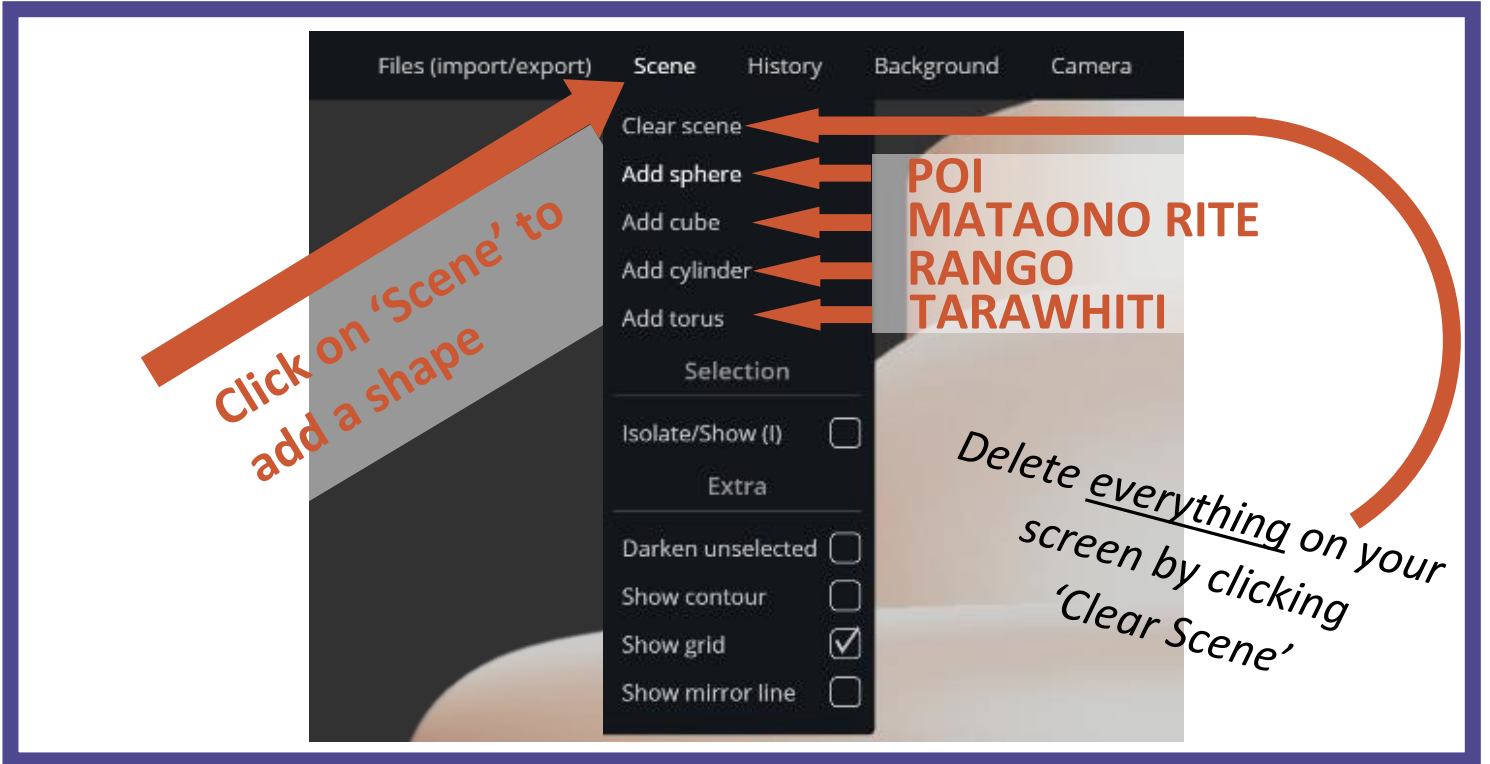 Files (import/export) Scene History Background Camera
Clear scene
Add sphere
Add cube
Add cylinder
Add torus
Selection
Isolate/Show (I)
Extra
Darken unselected
Show contour
Show grid
Show mirror line
POI
MATAONO RITE
RANGO
TARAWHITI
Click on ‘Scene’ to
add a shape
Delete everything on your
screen by clicking
‘Clear Scene’